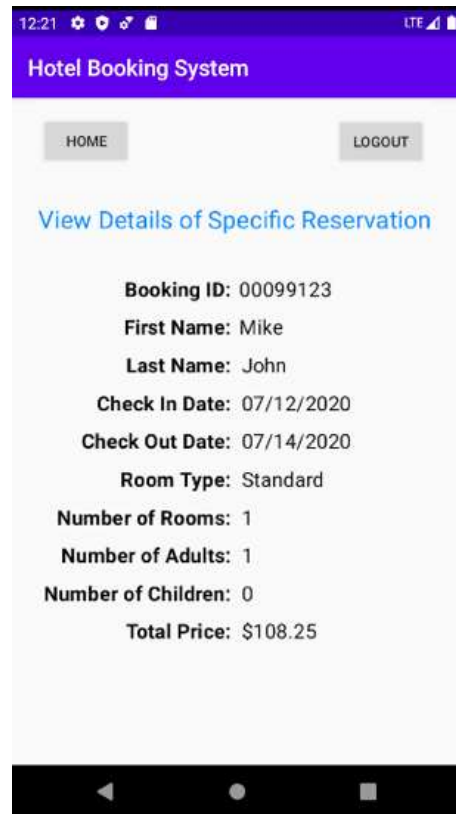 12:21 LTE
Hotel Booking System
HOME LOGOUT
View Details of Specific Reservation
Booking ID: 00099123
First Name: Mike
Last Name: John
Check In Date: 07/12/2020
Check Out Date: 07/14/2020
Room Type: Standard
Number of Rooms: 1
Number of Adults: 1
Number of Children: 0
Total Price: $108.25